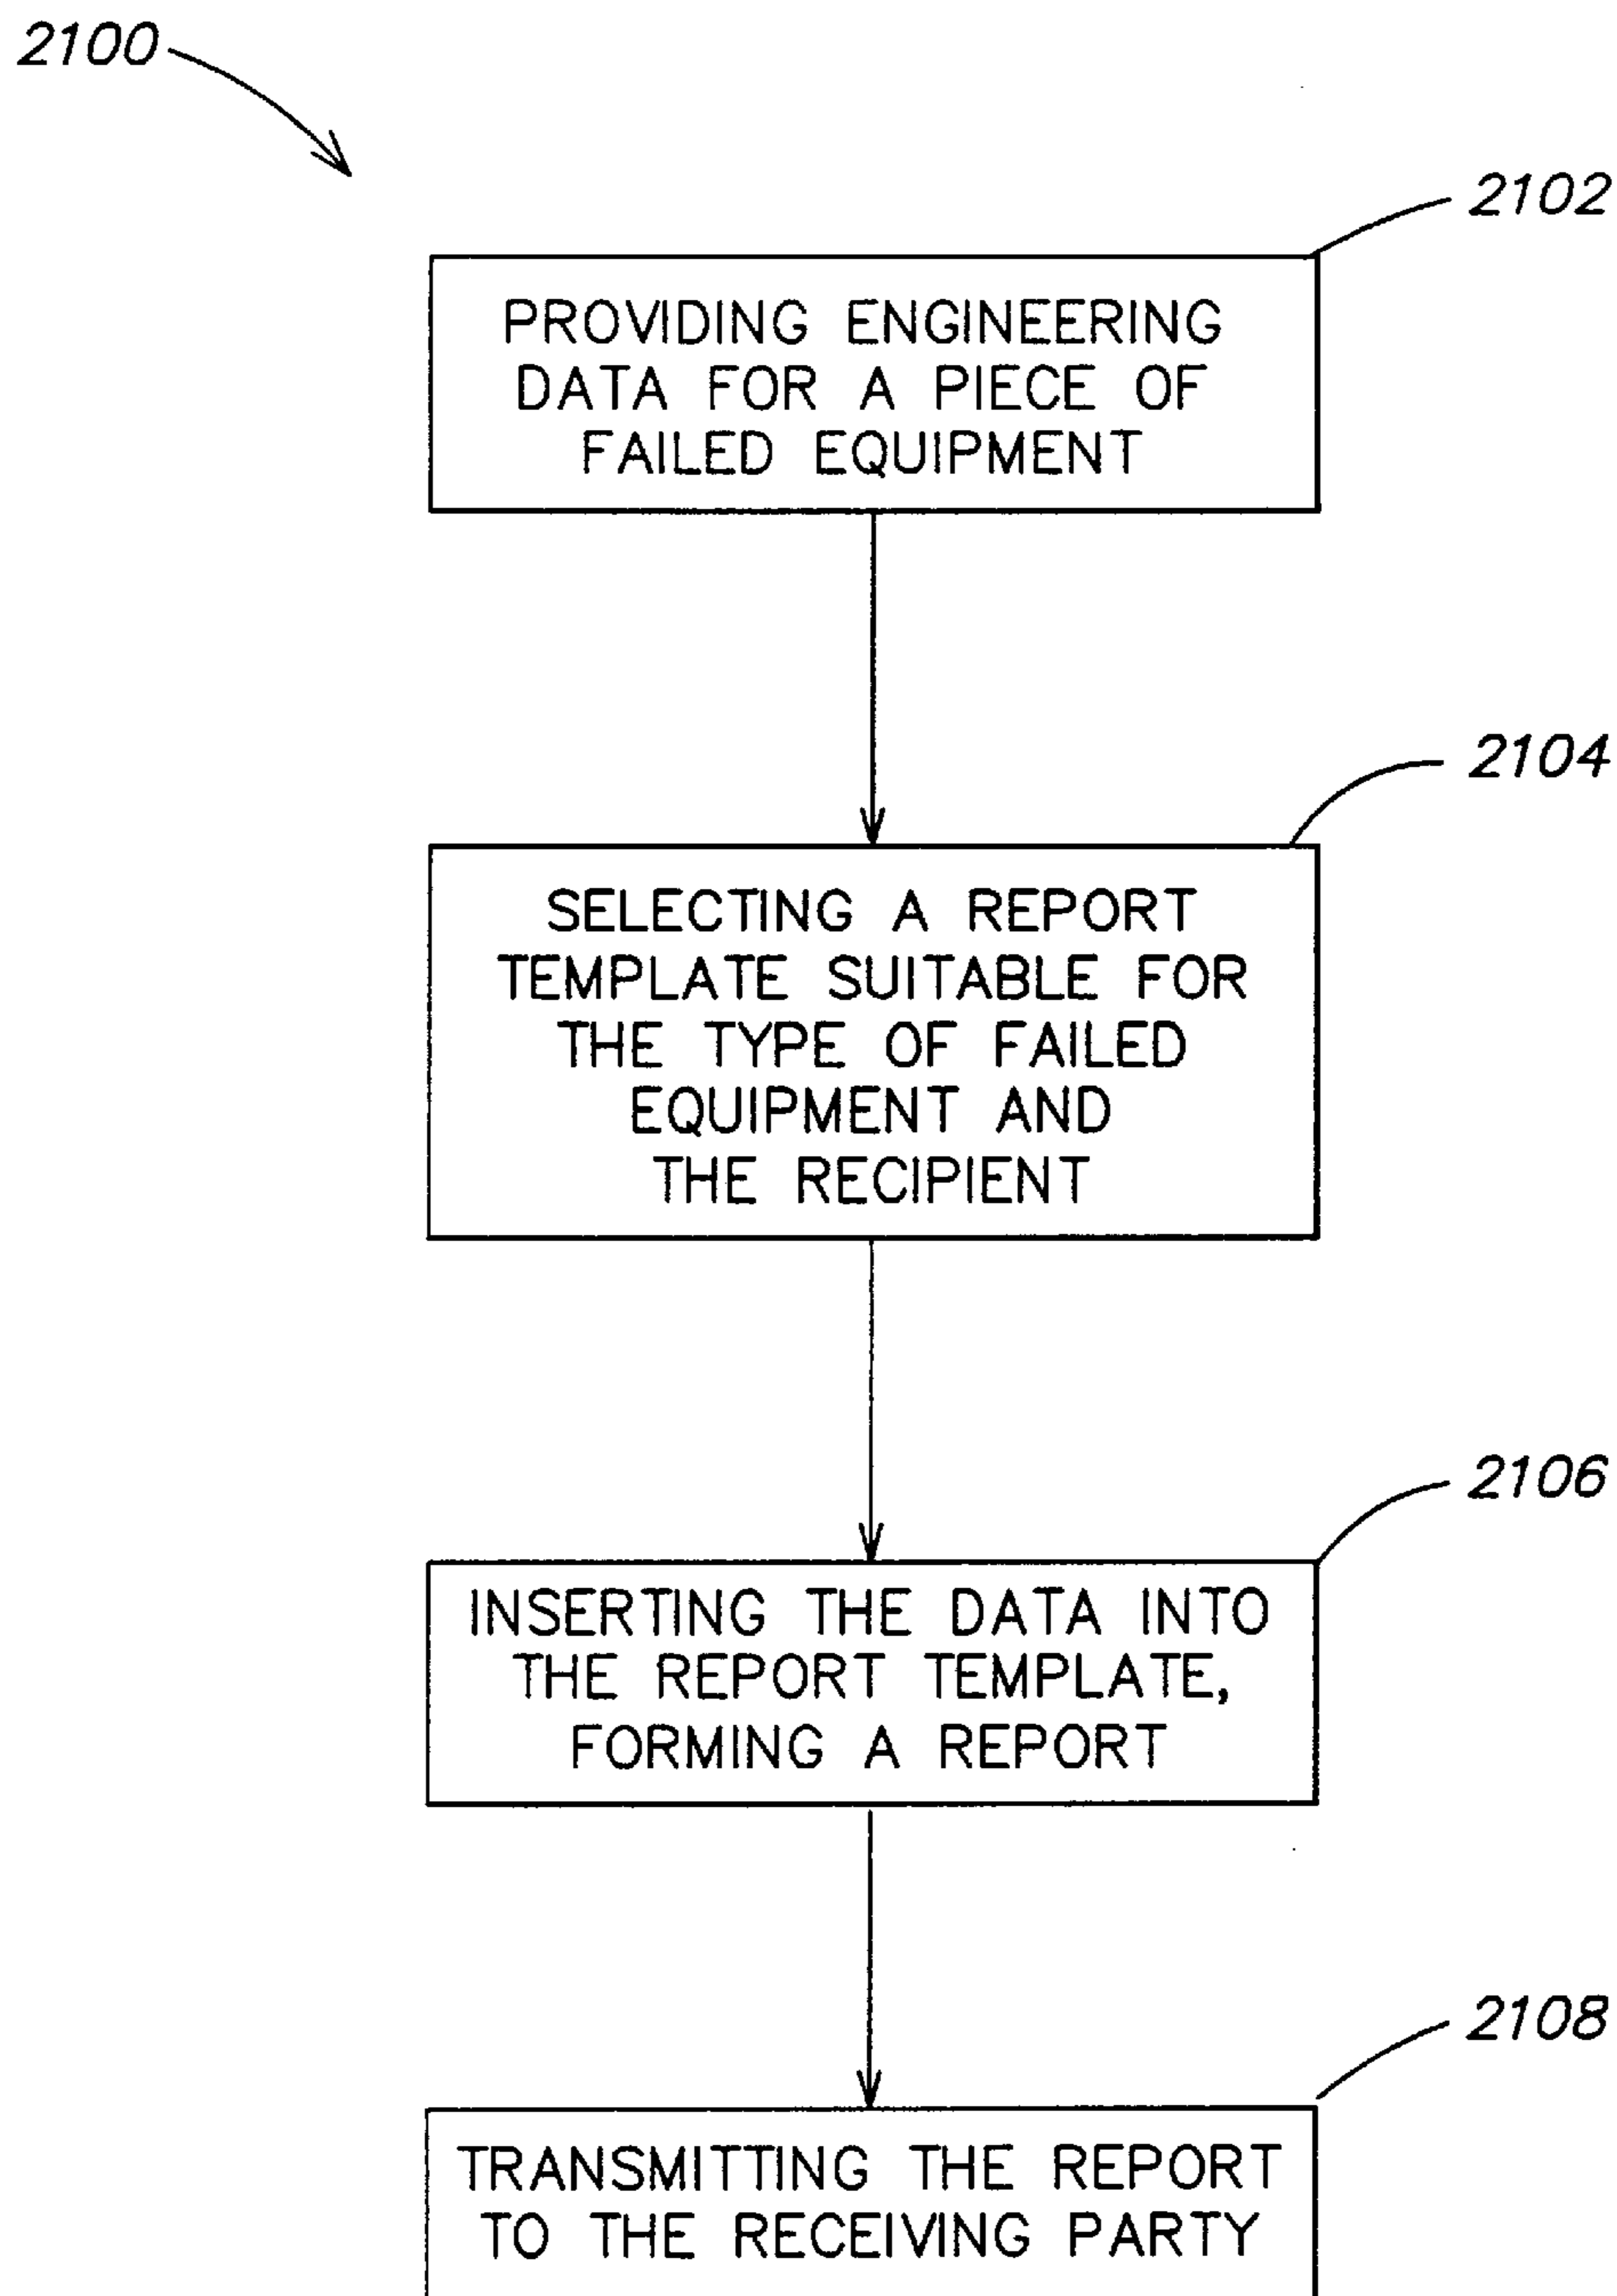 2100
2102
PROVIDING ENGINEERING
DATA FOR A PIECE OF
FAILED EQUIPMENT
2104
SELECTING A REPORT
TEMPLATE SUITABLE FOR
THE TYPE OF FAILED
EQUIPMENT AND
THE RECIPIENT
2106
INSERTING THE DATA INTO
THE REPORT TEMPLATE,
FORMING A REPORT
2108
TRANSMITTING THE REPORT
TO THE RECEIVING PARTY